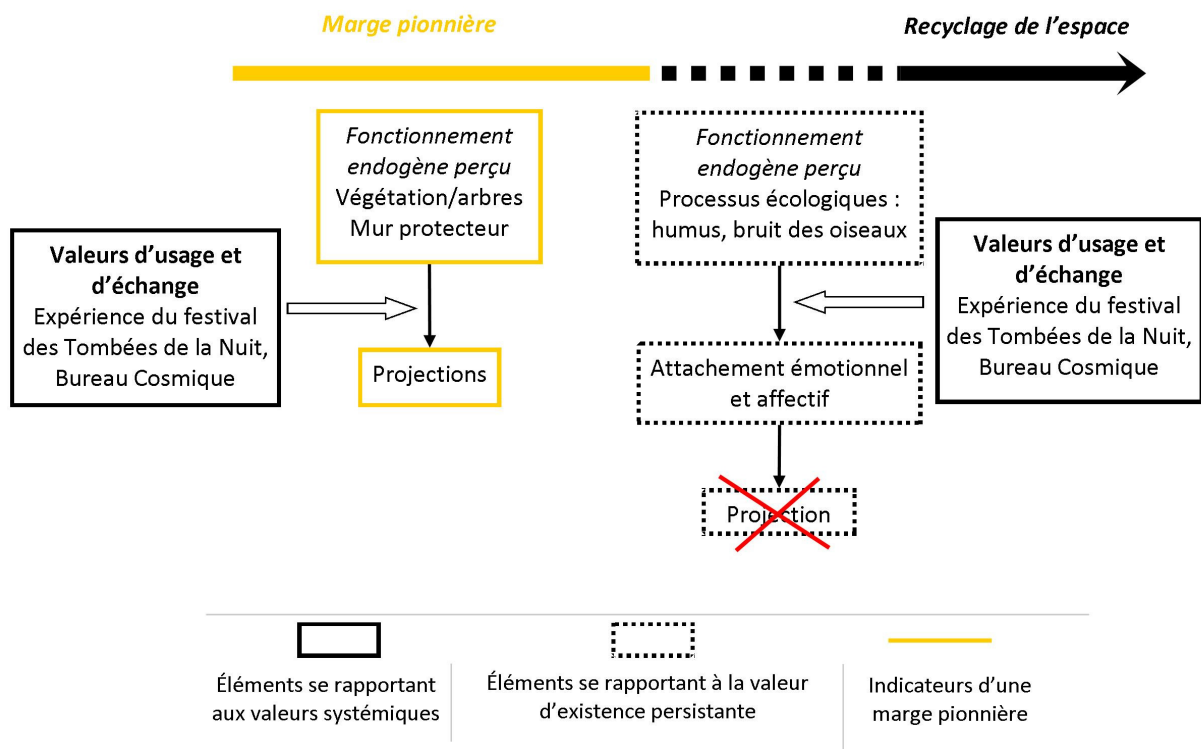 Marge pionnière
Recyclage de l’espace
Fonctionnement
endogène perçu
Végétation/arbres
Mur protecteur
Valeurs d’usage et
d’échange
Expérience du festival
des Tombées de la Nuit,
Bureau Cosmique
Projections
Fonctionnement
endogène perçu
Processus écologiques :
humus, bruit des oiseaux
Valeurs d’usage et
d’échange
Expérience du festival
des Tombées de la Nuit,
Bureau Cosmique
Attachement émotionnel
et affectif
Projection
Éléments se rapportant
aux valeurs systémiques
Éléments se rapportant à la valeur
d’existence persistante
Indicateurs d’une
marge pionnière